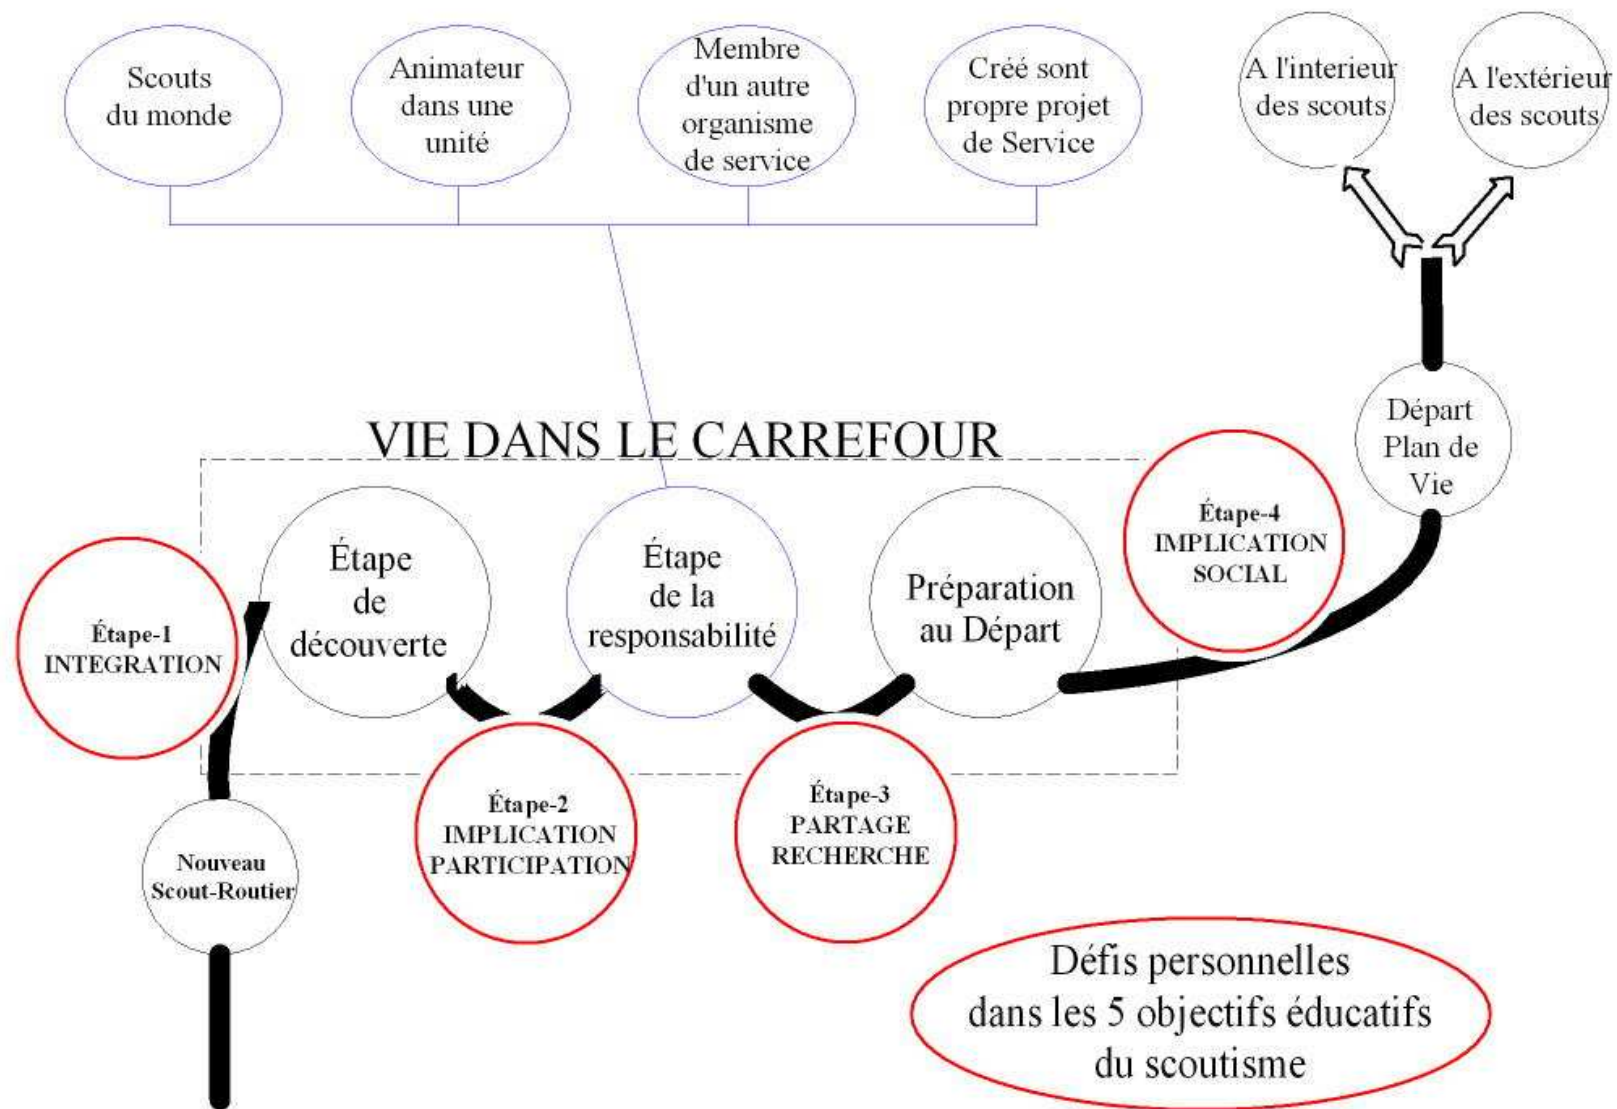 Scouts
du monde
Animateur
dans une
unité
Membre
d'un autre
organisme
de service
Créé sont
propre projet
de Service
A l'interieur
des scouts
A l'extérieur
des scouts
Départ
Plan de
Vie
VIE DANS LE CARREFOUR
Étape-1
INTEGRATION
Étape
de
découverte
Étape
de la
responsabilité
Préparation
au Départ
Étape-4
IMPLICATION
SOCIAL
Étape-2
IMPLICATION
PARTICIPATION
Étape-3
PARTAGE
RECHERCHE
Nouveau
Scout-Routier
Défis personnelles
dans les 5 objectifs éducatifs
du scoutisme